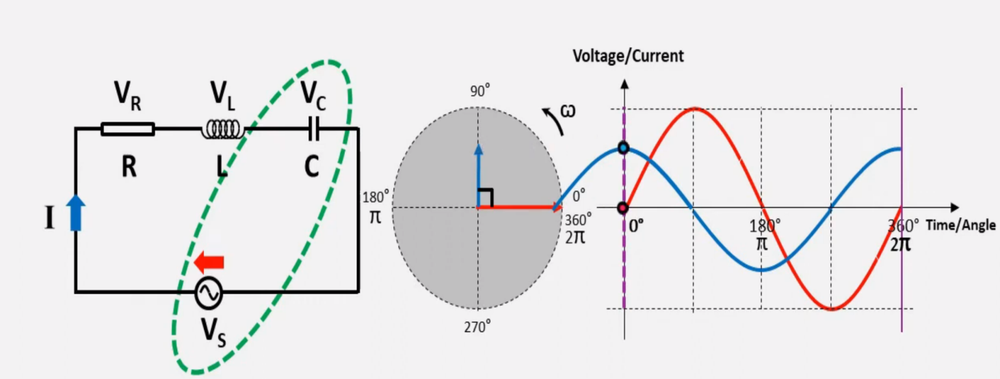 V_R
V_L
V_C
R
L
C
I
V_S
90°
ω
180°
π
0°
360°
2π
270°
Voltage/Current
0°
180°
π
360°
2π
Time/Angle